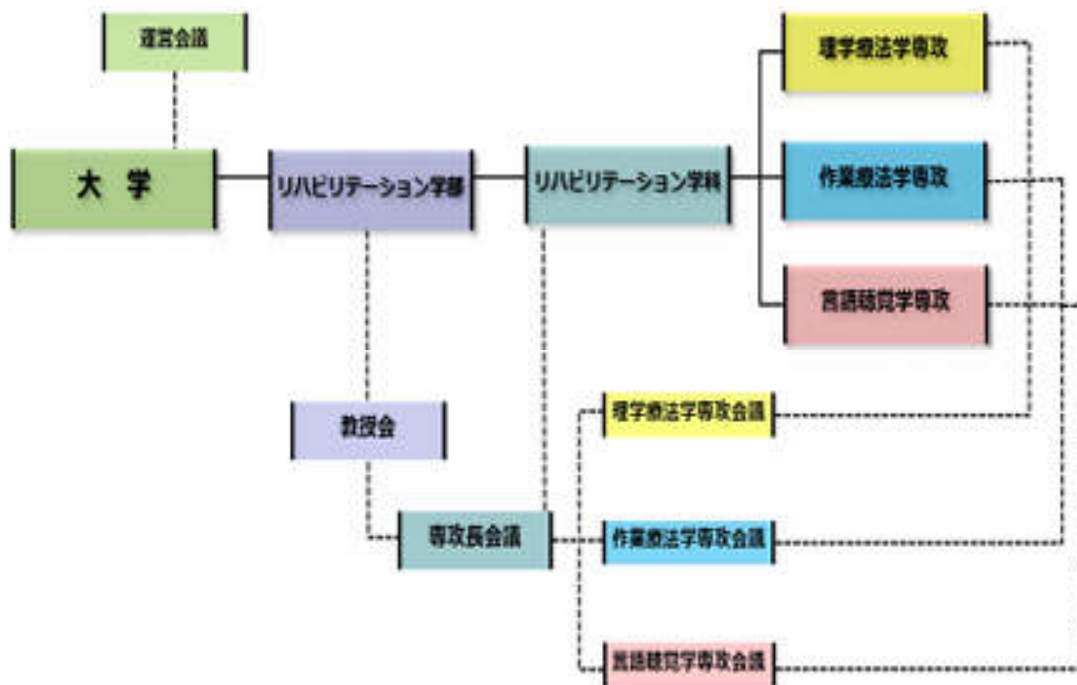 運営会議
理学療法学専攻
大 学
リハビリテーション学部
リハビリテーション学科
作業療法学専攻
言語聴覚学専攻
理学療法学専攻会議
教授会
専攻長会議
作業療法学専攻会議
言語聴覚学専攻会議